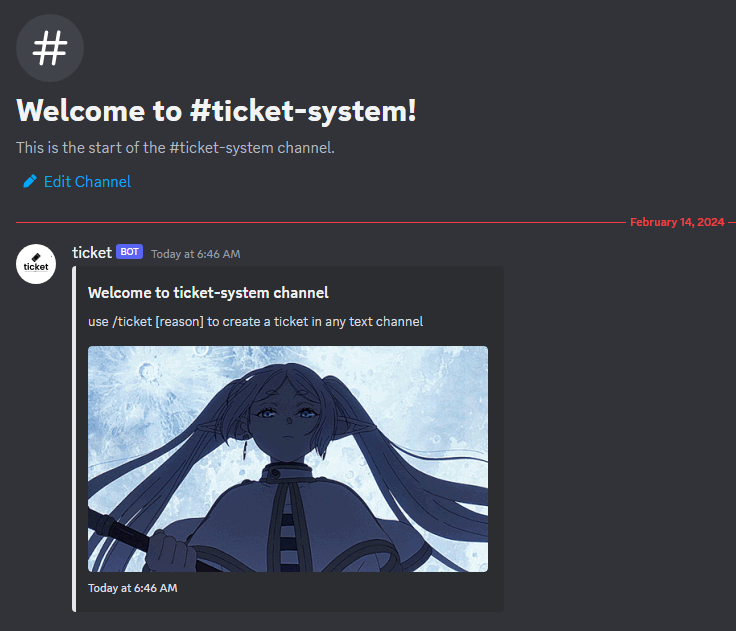 #
Welcome to #ticket-system!
This is the start of the #ticket-system channel.
Edit Channel
February 14, 2024
ticket BOT Today at 6:46 AM
ticket
Welcome to ticket-system channel
use /ticket [reason] to create a ticket in any text channel
Today at 6:46 AM